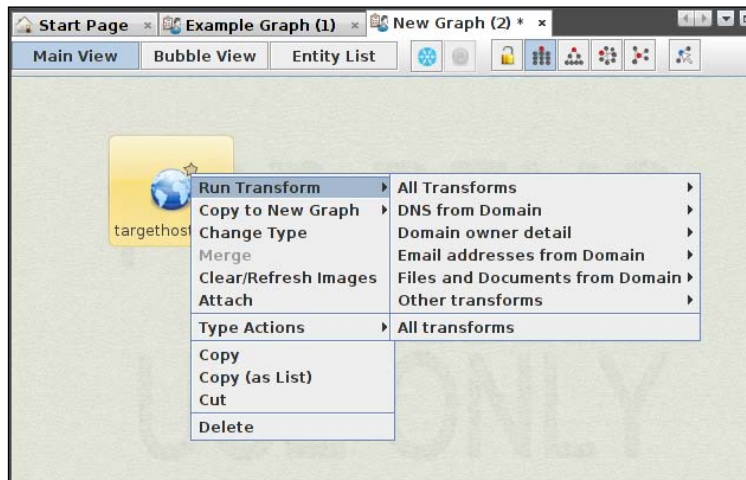 Start Page
Example Graph (1)
New Graph (2) *
Main View
Bubble View
Entity List
targethost
Run Transform
Copy to New Graph
Change Type
Merge
Clear/Refresh Images
Attach
Type Actions
Copy
Copy (as List)
Cut
Delete
All Transforms
DNS from Domain
Domain owner detail
Email addresses from Domain
Files and Documents from Domain
Other transforms
All transforms
ONLY